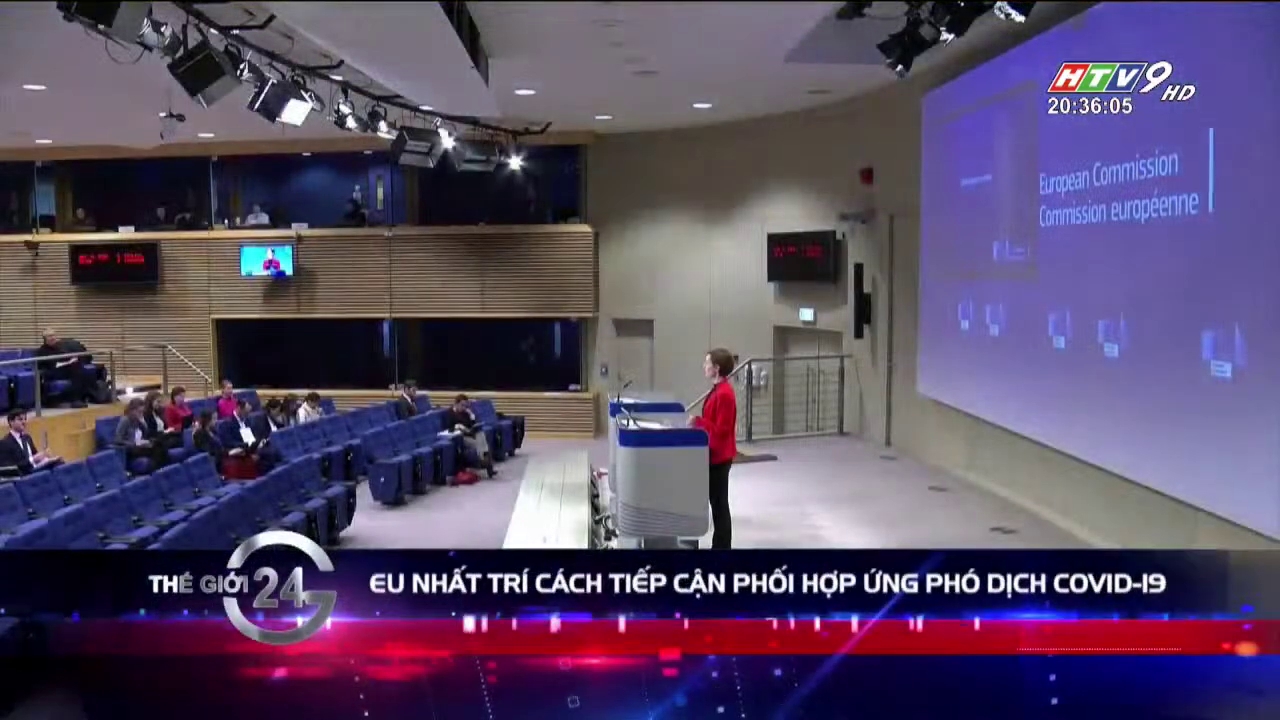 HTV9 HD
20:36:05
European Commission
Commission européenne
THẾ GIỚI 24G
EU NHẤT TRÍ CÁCH TIẾP CẬN PHỐI HỢP ỨNG PHÓ DỊCH COVID-19